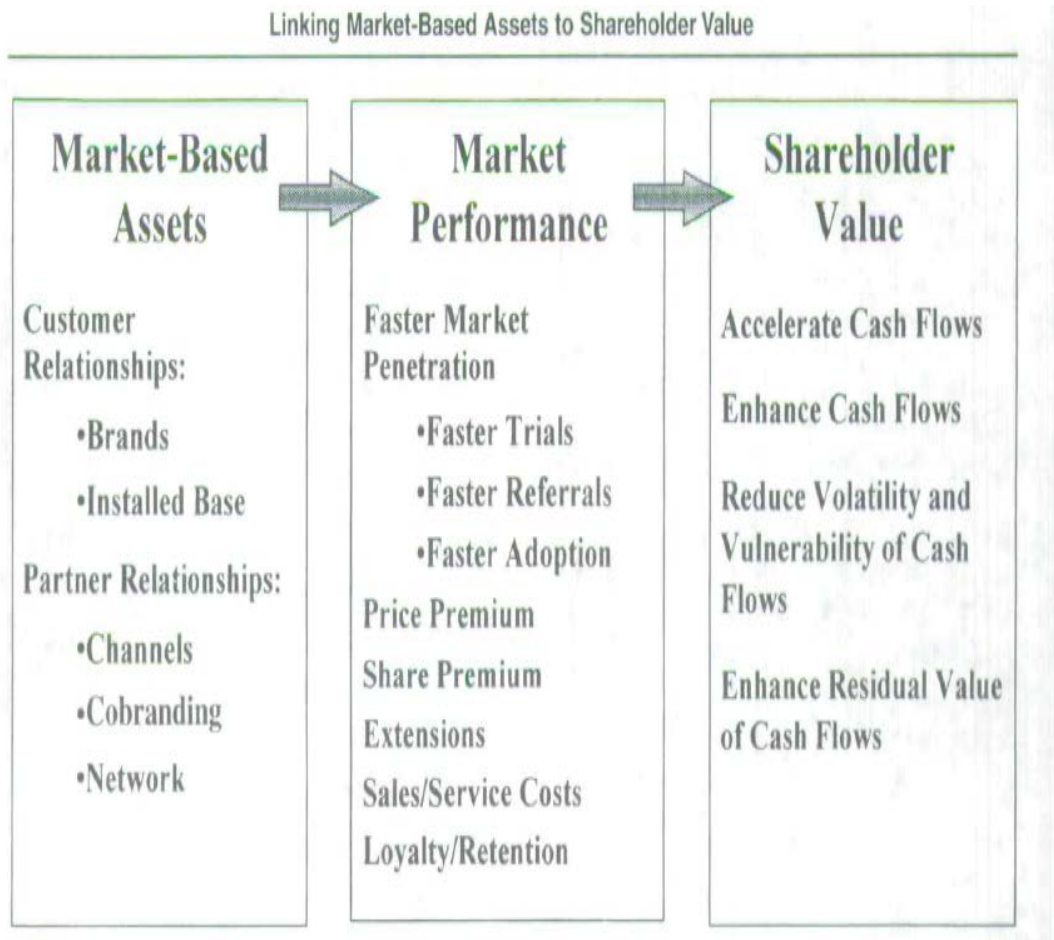 Linking Market-Based Assets to Shareholder Value
Market-Based
Assets
Customer
Relationships:
•Brands
•Installed Base
Partner Relationships:
•Channels
•Cobranding
•Network
Market
Performance
Faster Market
Penetration
•Faster Trials
•Faster Referrals
•Faster Adoption
Price Premium
Share Premium
Extensions
Sales/Service Costs
Loyalty/Retention
Shareholder
Value
Accelerate Cash Flows
Enhance Cash Flows
Reduce Volatility and
Vulnerability of Cash
Flows
Enhance Residual Value
of Cash Flows